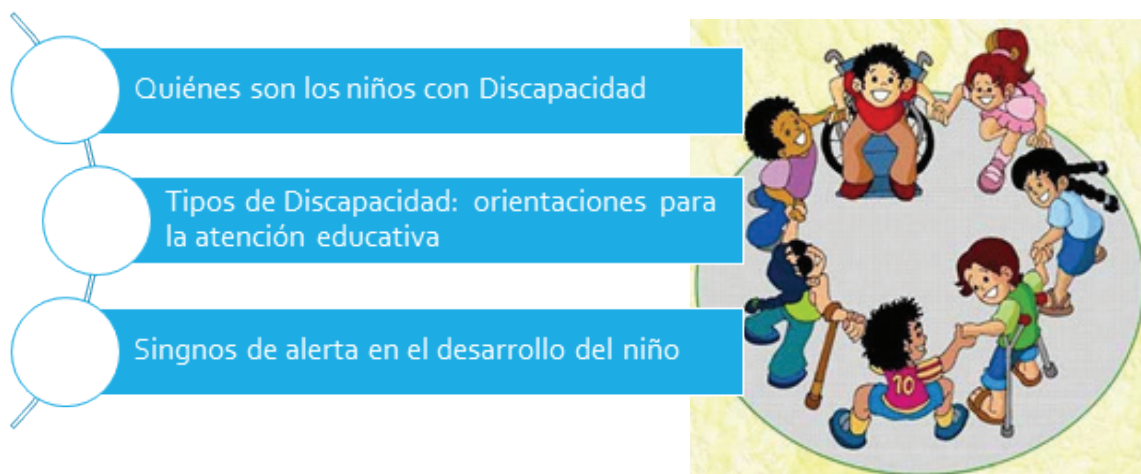 Quiénes son los niños con Discapacidad
Tipos de Discapacidad: orientaciones para
la atención educativa
Singnos de alerta en el desarrollo del niño
10